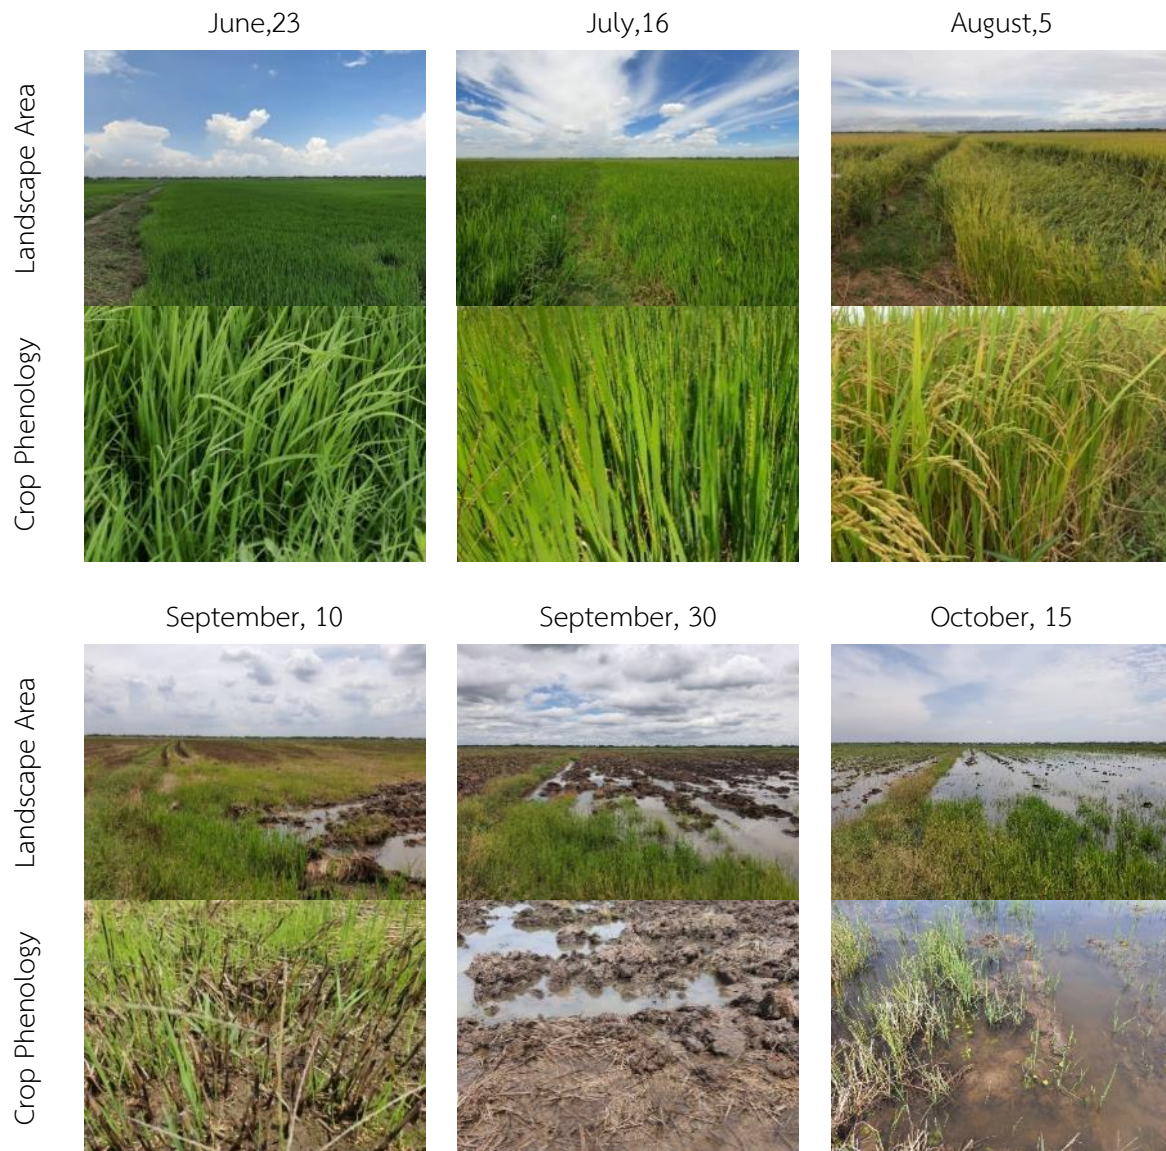 June,23
July,16
August,5
Landscape Area
Crop Phenology
September, 10
September, 30
October, 15
Landscape Area
Crop Phenology